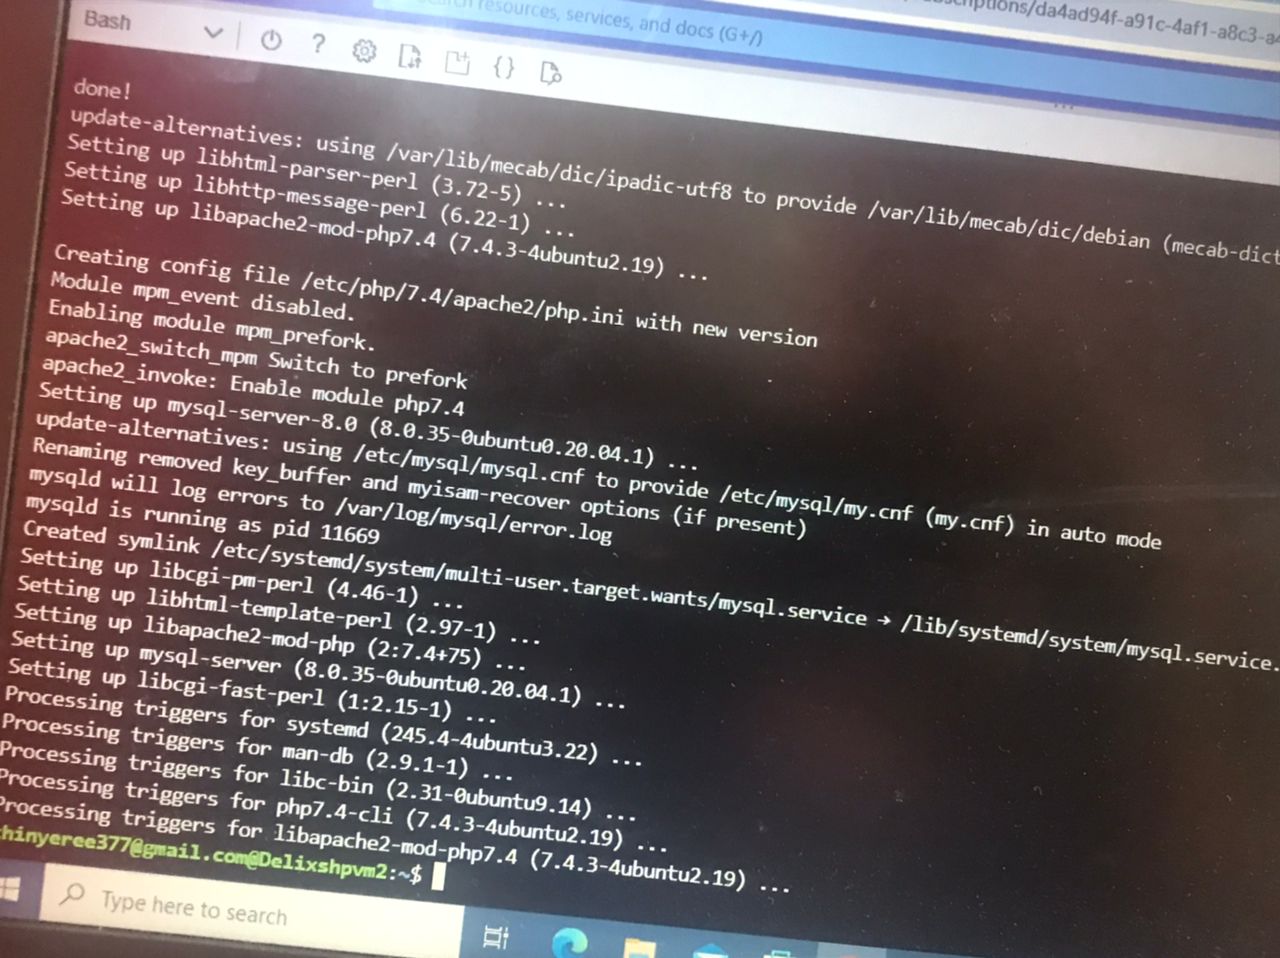 scriptions/da4ad94f-a91c-4af1-a8c3-a4
resources, services, and docs (G+/)
Bash
done!
update-alternatives: using /var/lib/mecab/dic/ipadic-utf8 to provide /var/lib/mecab/dic/debian (mecab-dict
Setting up libhtml-parser-perl (3.72-5) ...
Setting up libhttp-message-perl (6.22-1) ...
Setting up libapache2-mod-php7.4 (7.4.3-4ubuntu2.19) ...
Creating config file /etc/php/7.4/apache2/php.ini with new version
Module mpm_event disabled.
Enabling module mpm_prefork.
apache2_switch_mpm Switch to prefork
apache2_invoke: Enable module php7.4
Setting up mysql-server-8.0 (8.0.35-0ubuntu0.20.04.1) ...
update-alternatives: using /etc/mysql/mysql.cnf to provide /etc/mysql/my.cnf (my.cnf) in auto mode
Renaming removed key_buffer and myisam-recover options (if present)
mysqld will log errors to /var/log/mysql/error.log
mysqld is running as pid 11669
Created symlink /etc/systemd/system/multi-user.target.wants/mysql.service → /lib/systemd/system/mysql.service.
Setting up libcgi-pm-perl (4.46-1) ...
Setting up libhtml-template-perl (2.97-1) ...
Setting up libapache2-mod-php (2:7.4+75) ...
Setting up mysql-server (8.0.35-0ubuntu0.20.04.1) ...
Setting up libcgi-fast-perl (1:2.15-1) ...
Processing triggers for systemd (245.4-4ubuntu3.22) ...
Processing triggers for man-db (2.9.1-1) ...
Processing triggers for libc-bin (2.31-0ubuntu9.14) ...
Processing triggers for php7.4-cli (7.4.3-4ubuntu2.19) ...
Processing triggers for libapache2-mod-php7.4 (7.4.3-4ubuntu2.19) ...
hinyeree377@gmail.com@Delixshpvm2:~$
Type here to search